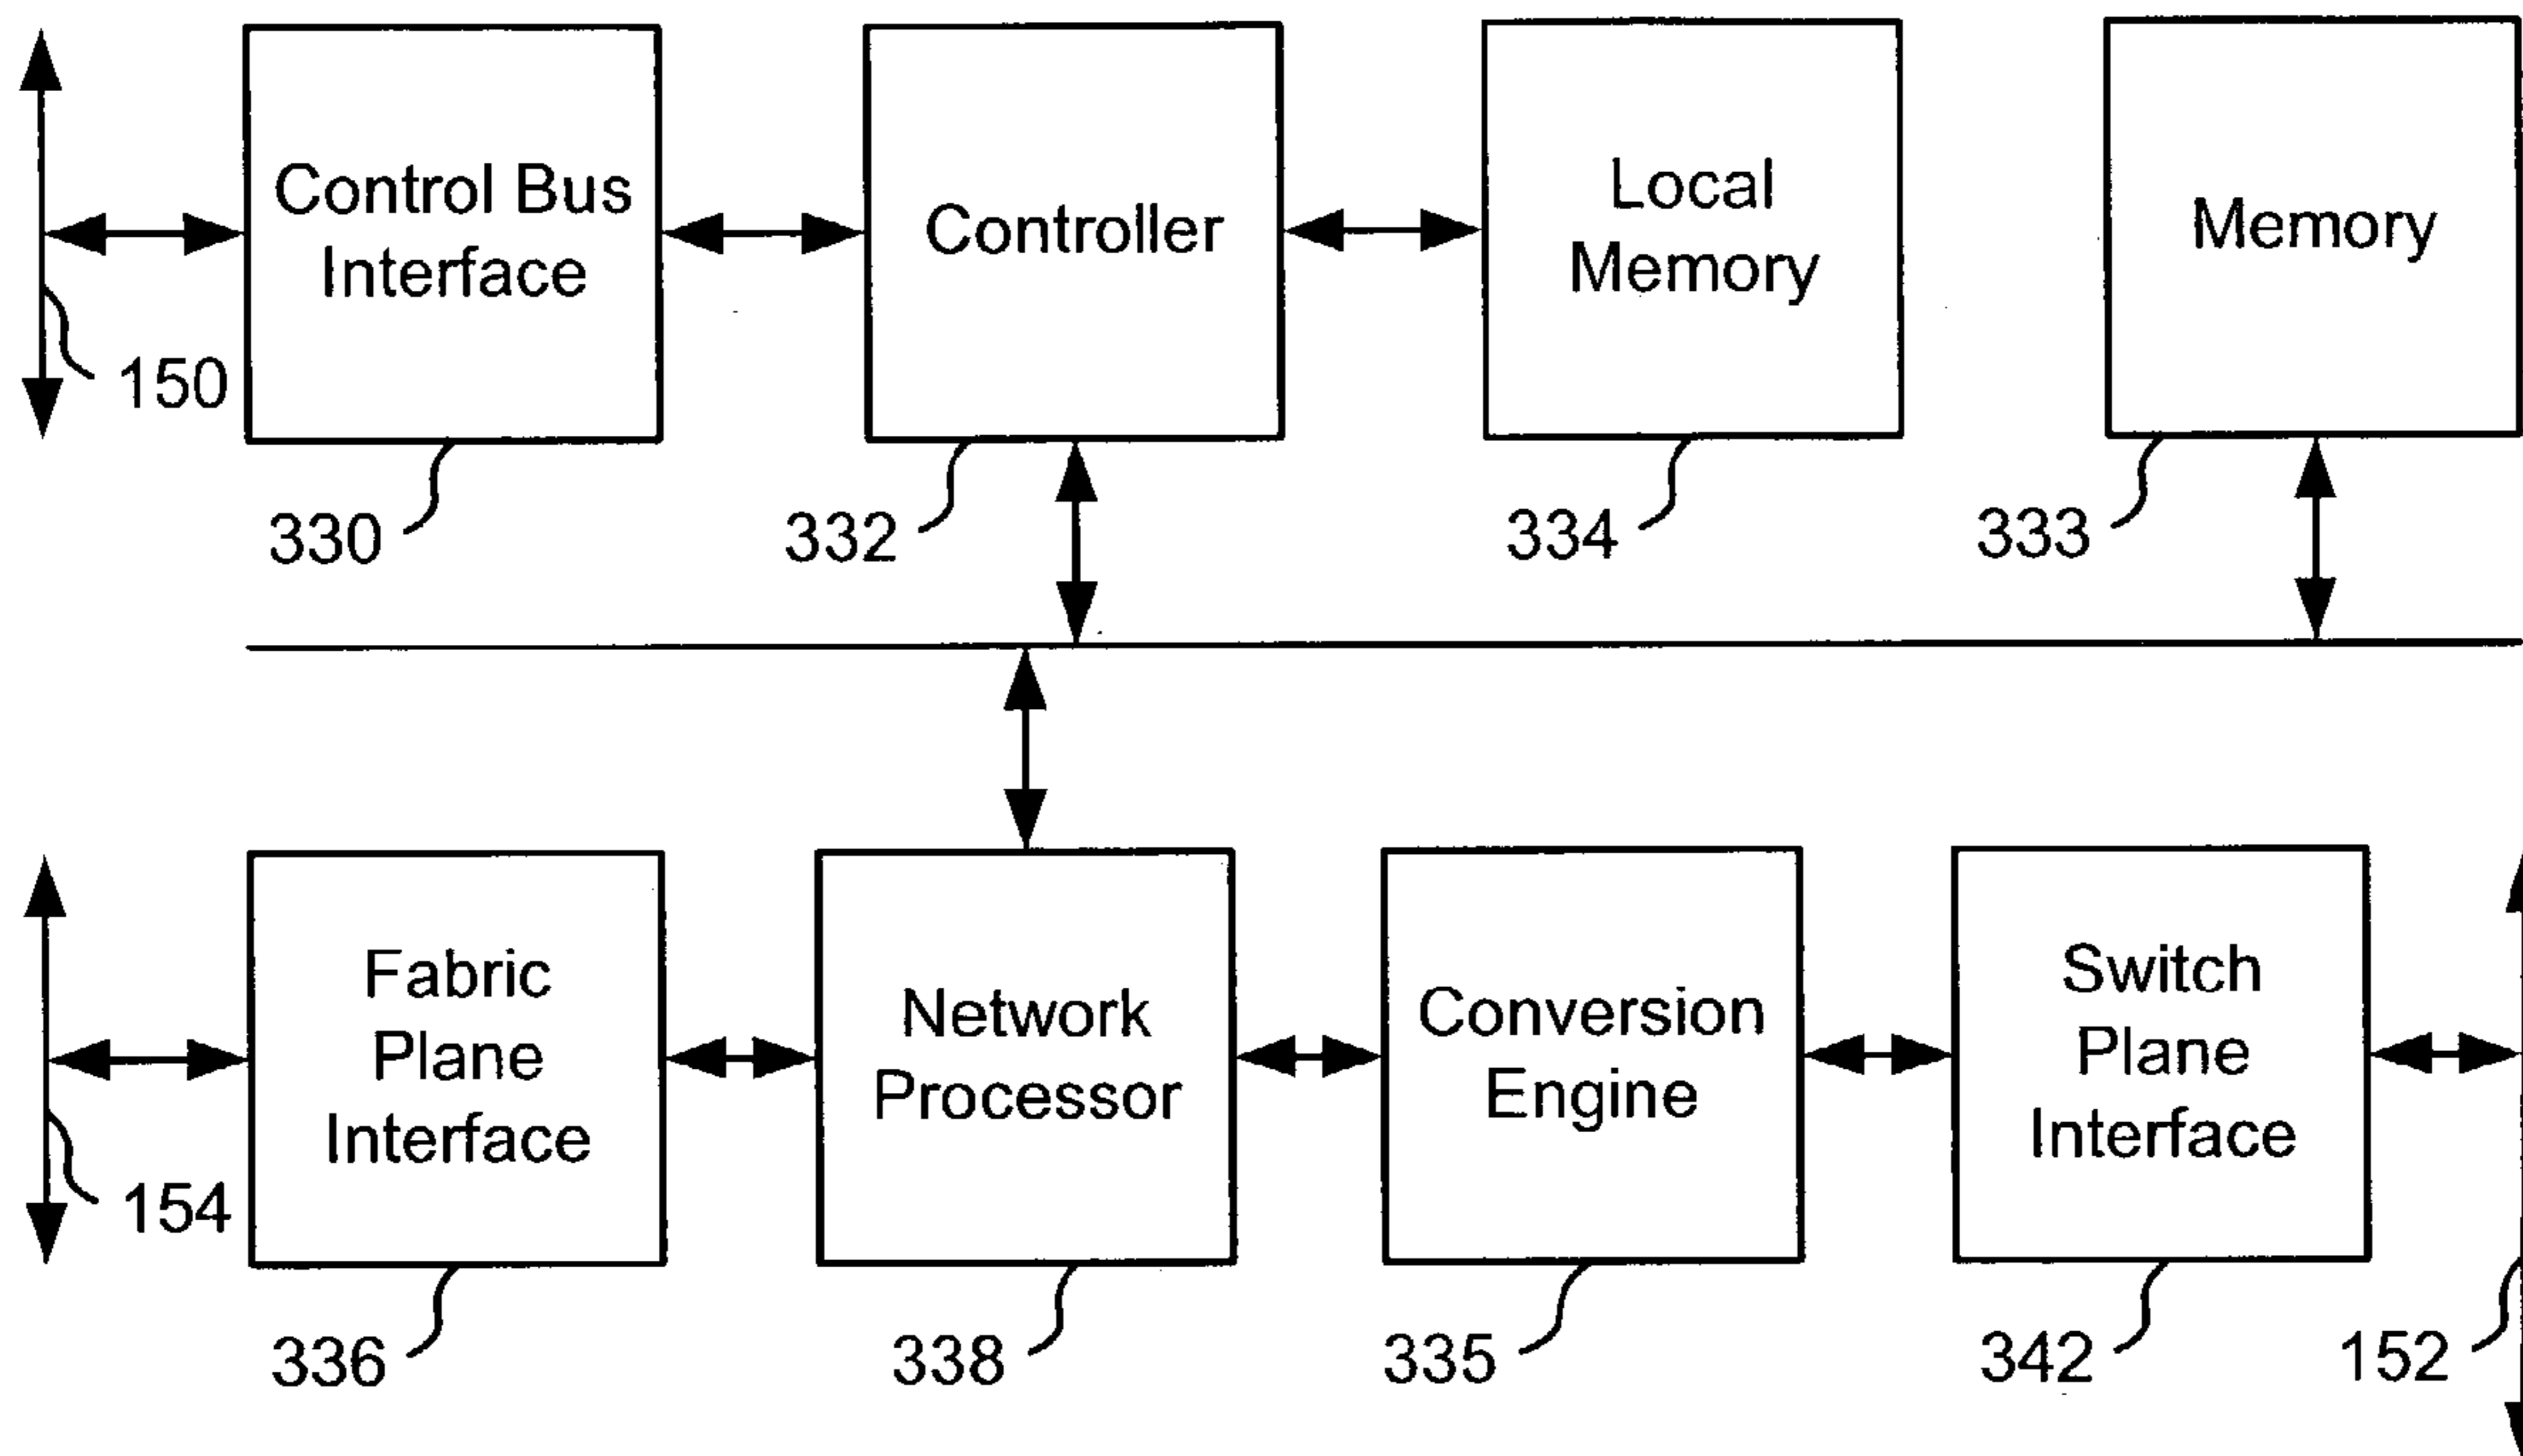 Control Bus
Interface
Controller
Local
Memory
Memory
150
330
332
334
333
Fabric
Plane
Interface
Network
Processor
Conversion
Engine
Switch
Plane
Interface
154
336
338
335
342
152